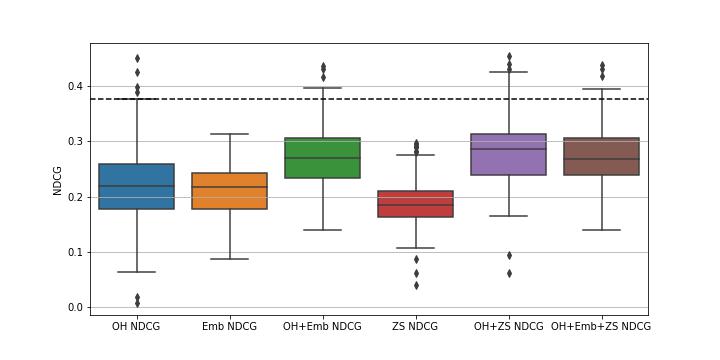 0.4
0.3
0.2
0.1
0.0
NDCG
OH NDCG Emb NDCG OH+Emb NDCG ZS NDCG OH+ZS NDCG OH+Emb+ZS NDCG